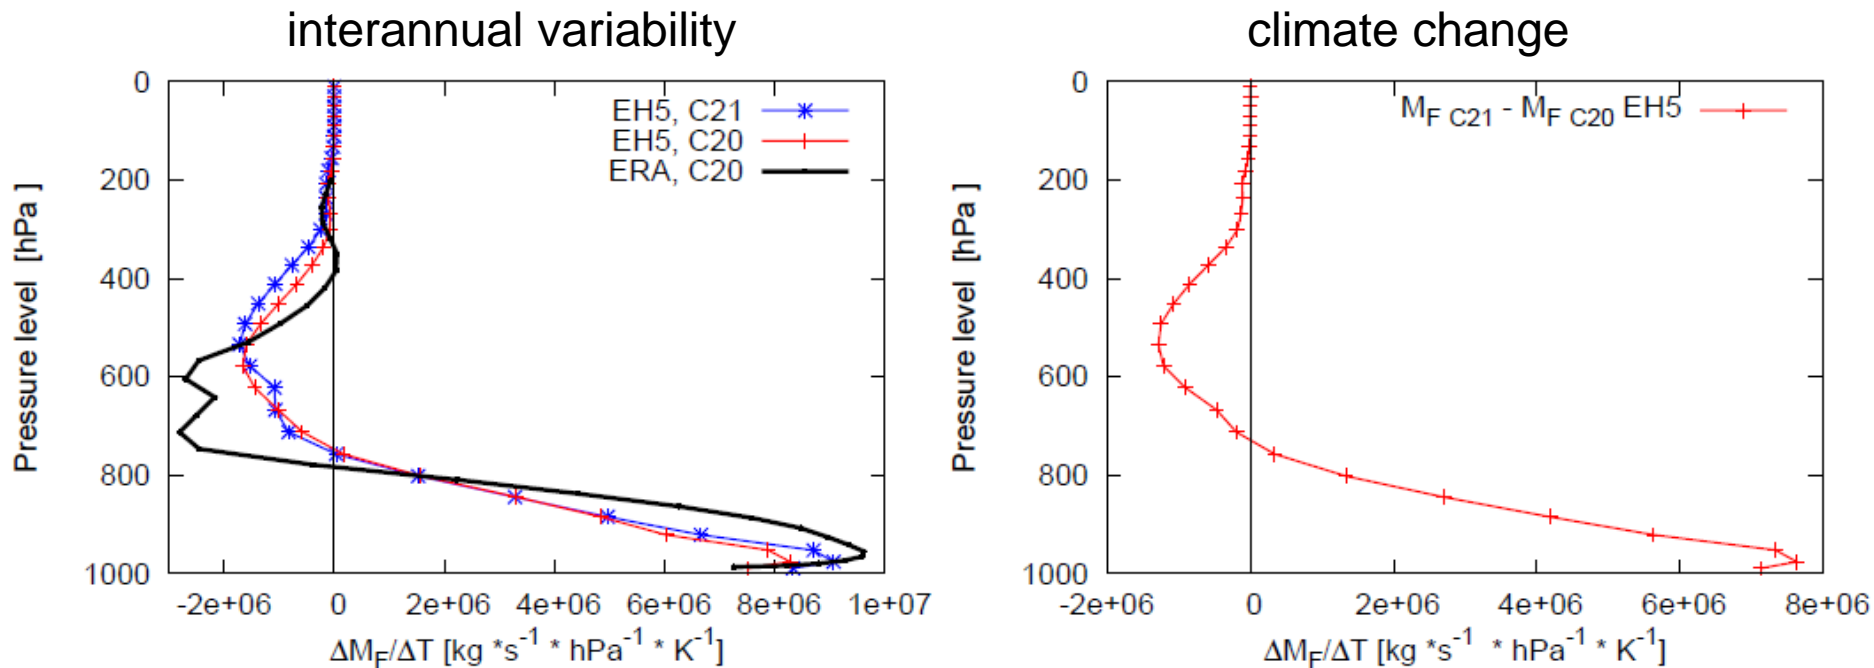 interannual variability
EH5, C21
EH5, C20
ERA, C20
0
200
400
600
800
1000
Pressure level [hPa]
-2e+06 0 2e+06 4e+06 6e+06 8e+06 1e+07
ΔM_F/ΔT [kg *s⁻¹ * hPa⁻¹ * K⁻¹]
climate change
M_F C21 - M_F C20 EH5
0
200
400
600
800
1000
Pressure level [hPa]
-2e+06 0 2e+06 4e+06 6e+06 8e+06
ΔM_F/ΔT [kg *s⁻¹ * hPa⁻¹ * K⁻¹]